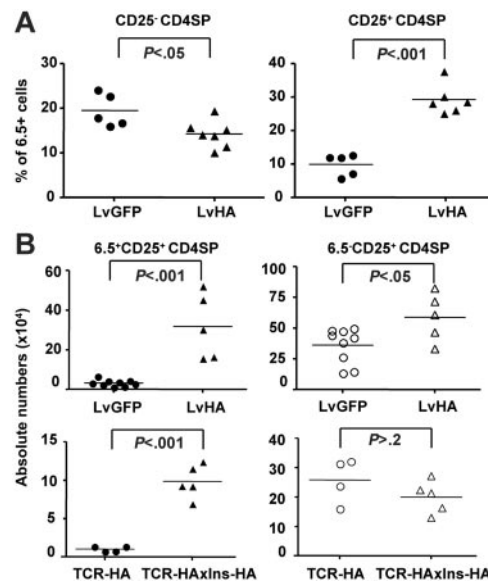 A
CD25⁻ CD4SP
CD25⁺ CD4SP
P<.05
P<.001
% of 6.5+ cells
30
20
10
0
40
30
20
10
0
LvGFP
LvHA
LvGFP
LvHA
B
6.5⁺CD25⁺ CD4SP
6.5⁻CD25⁺ CD4SP
P<.001
P<.05
Absolute numbers (x10⁴)
60
40
20
0
100
75
50
25
0
LvGFP
LvHA
LvGFP
LvHA
P<.001
P>.2
15
10
5
0
40
30
20
10
0
TCR-HA
TCR-HAxIns-HA
TCR-HA
TCR-HAxIns-HA